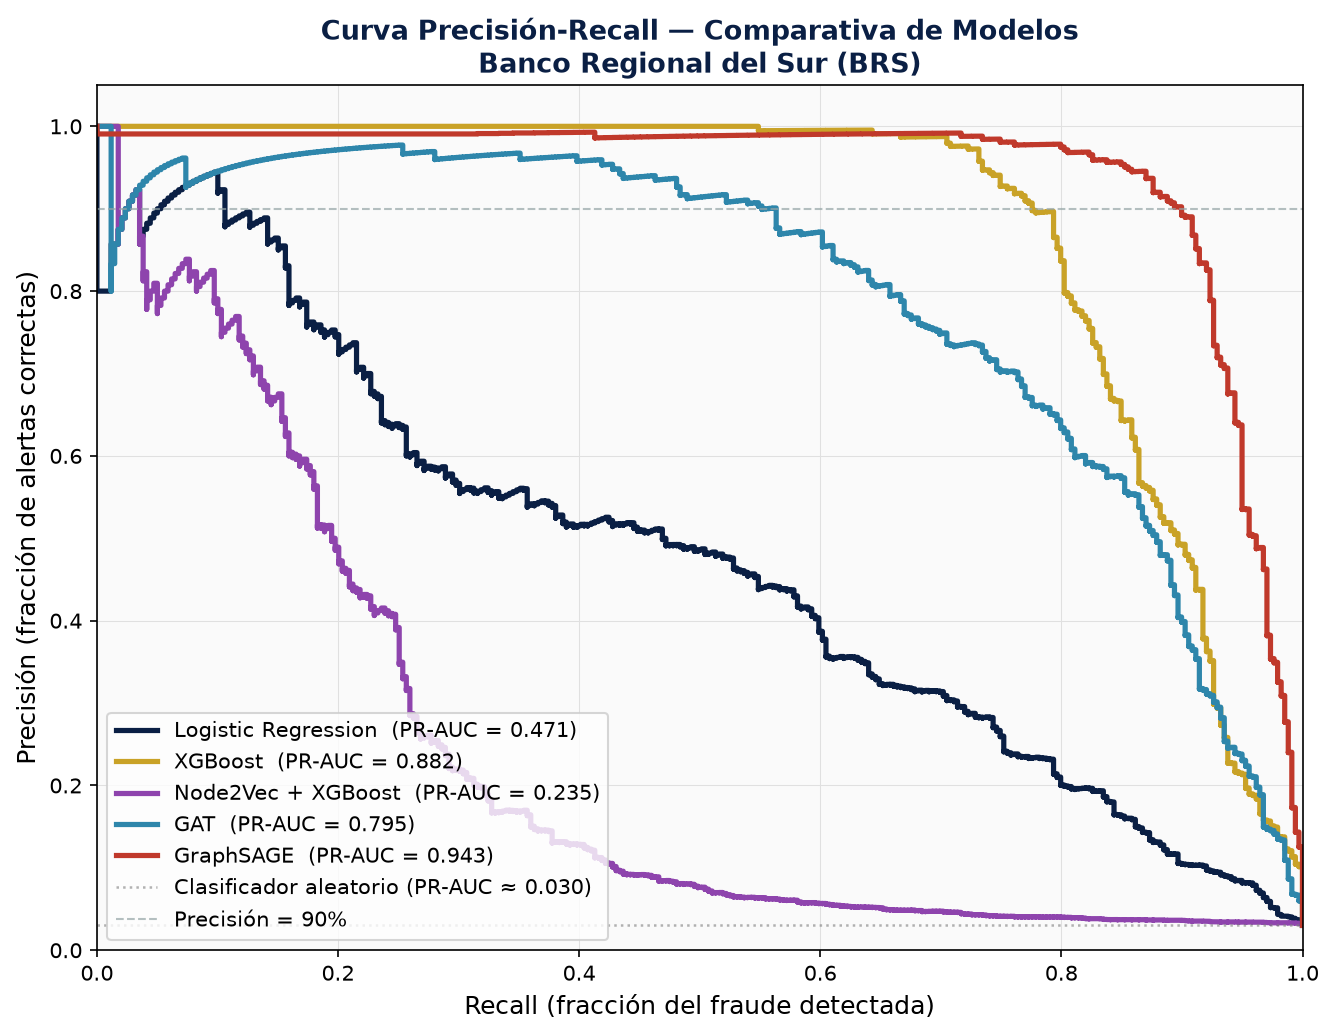 Curva Precisión-Recall — Comparativa de Modelos
Banco Regional del Sur (BRS)
Precisión (fracción de alertas correctas)
1.0
0.8
0.6
0.4
0.2
0.0
Logistic Regression (PR-AUC = 0.471)
XGBoost (PR-AUC = 0.882)
Node2Vec + XGBoost (PR-AUC = 0.235)
GAT (PR-AUC = 0.795)
GraphSAGE (PR-AUC = 0.943)
Clasificador aleatorio (PR-AUC ≈ 0.030)
Precisión = 90%
0.0 0.2 0.4 0.6 0.8 1.0
Recall (fracción del fraude detectada)